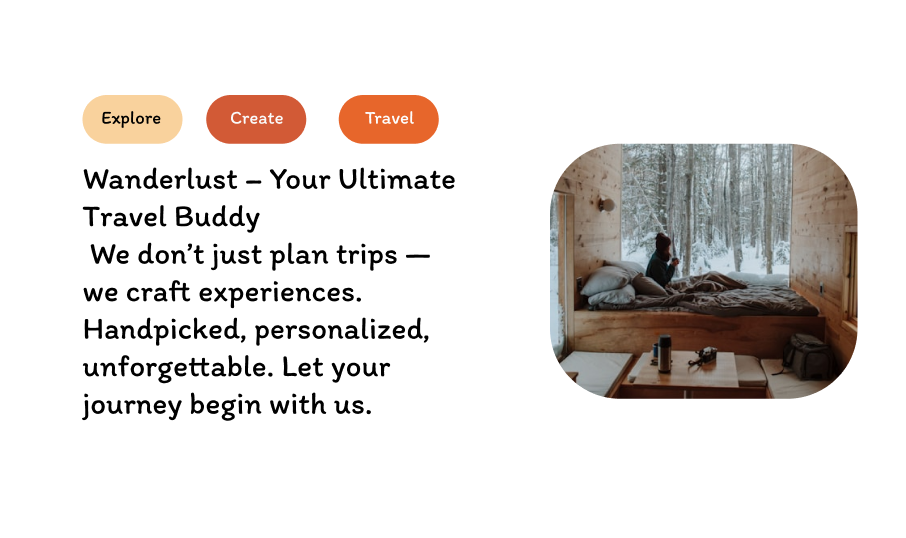 Explore Create Travel
Wanderlust – Your Ultimate
Travel Buddy
We don’t just plan trips —
we craft experiences.
Handpicked, personalized,
unforgettable. Let your
journey begin with us.